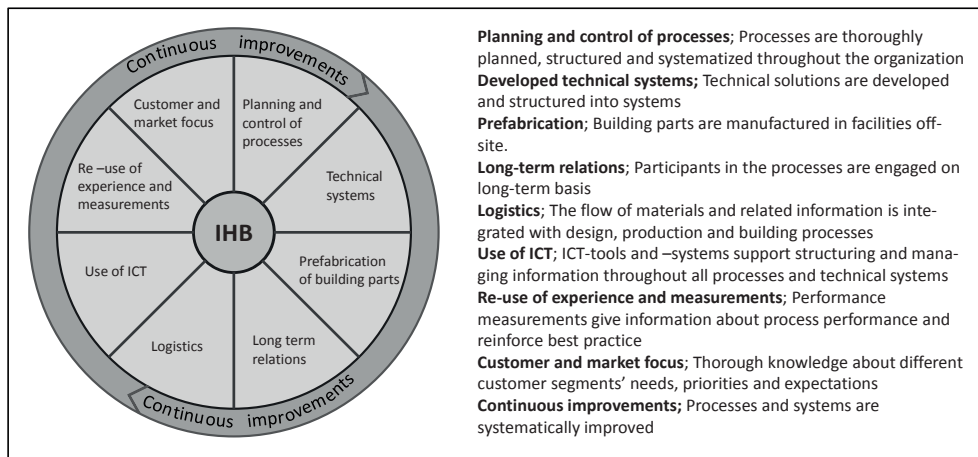 Continuous improvements
Customer and
market focus
Planning and
control of
processes
Re –use of
experience and
measurements
Technical
systems
IHB
Use of ICT
Prefabrication
of building parts
Logistics
Long term
relations
Continuous improvements
Planning and control of processes; Processes are thoroughly
planned, structured and systematized throughout the organization
Developed technical systems; Technical solutions are developed
and structured into systems
Prefabrication; Building parts are manufactured in facilities off-
site.
Long-term relations; Participants in the processes are engaged on
long-term basis
Logistics; The flow of materials and related information is inte-
grated with design, production and building processes
Use of ICT; ICT-tools and –systems support structuring and mana-
ging information throughout all processes and technical systems
Re-use of experience and measurements; Performance
measurements give information about process performance and
reinforce best practice
Customer and market focus; Thorough knowledge about different
customer segments’ needs, priorities and expectations
Continuous improvements; Processes and systems are
systematically improved